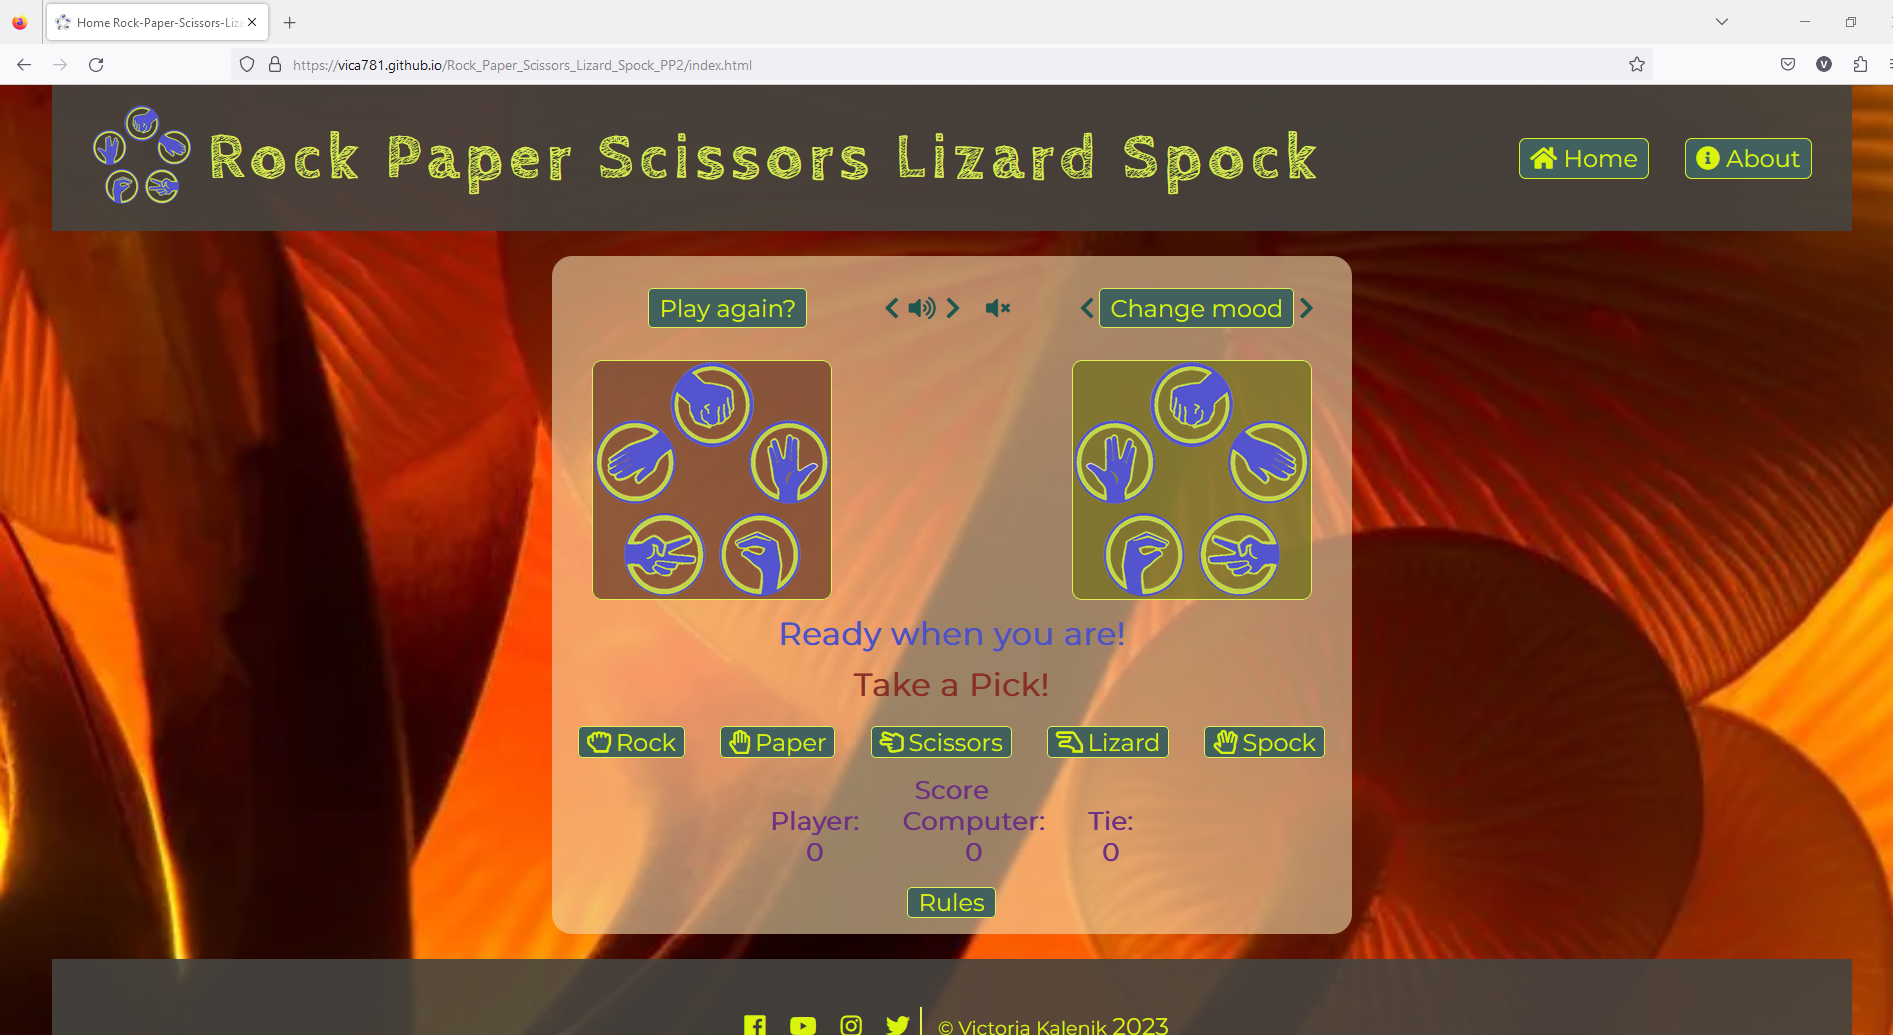 Home Rock-Paper-Scissors-Liz
https://vica781.github.io/Rock_Paper_Scissors_Lizard_Spock_PP2/index.html
V
Rock Paper Scissors Lizard Spock
Home
About
Play again?
Change mood
Ready when you are!
Take a Pick!
Rock Paper Scissors Lizard Spock
Score
Player: Computer: Tie:
0 0 0
Rules
© Victoria Kalenik 2023